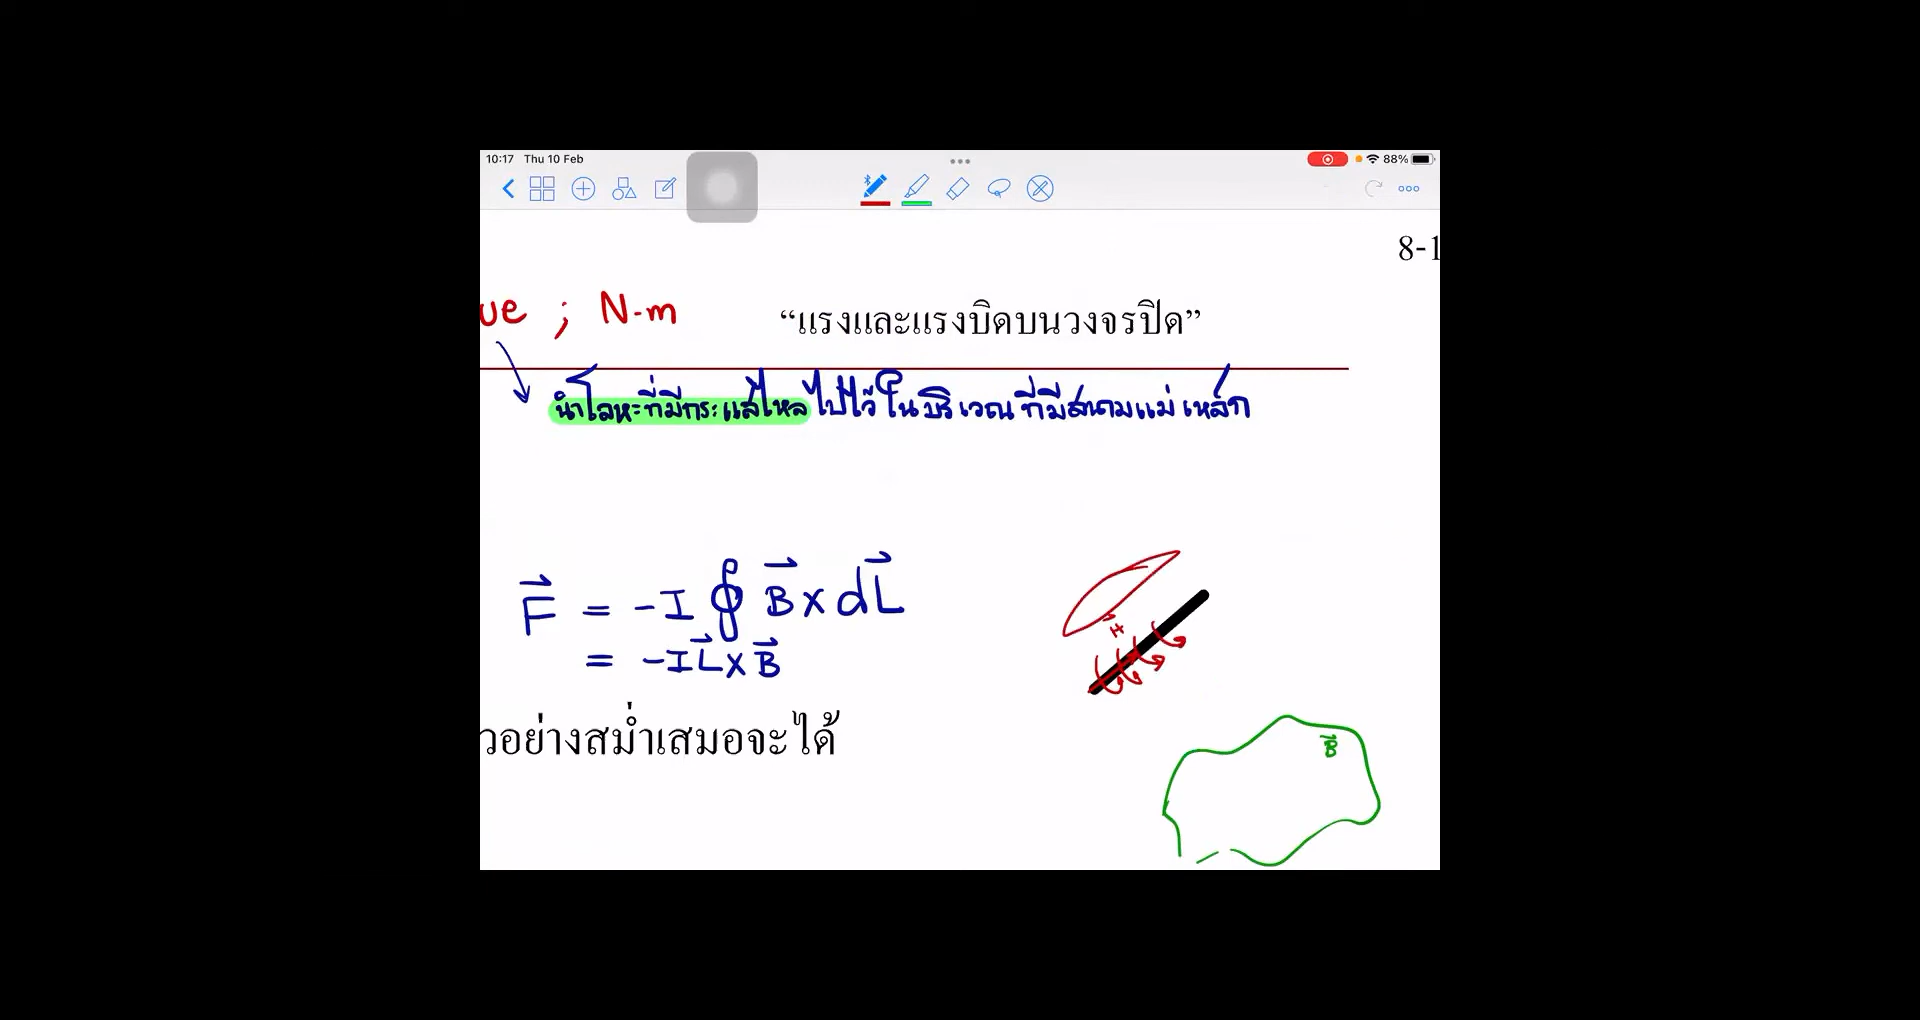 10:17 Thu 10 Feb
88%
8-1
ue ; N-m
“แรงและแรงบิดบนวงจรปิด”
นำโลหะที่มีกระแสไหลไปไว้ในบริเวณที่มีสนามแม่เหล็ก
F⃗ = -I ∮ B⃗ x dL⃗
= -I L⃗ x B⃗
I
วอย่างสม่ำเสมอจะได้
B⃗